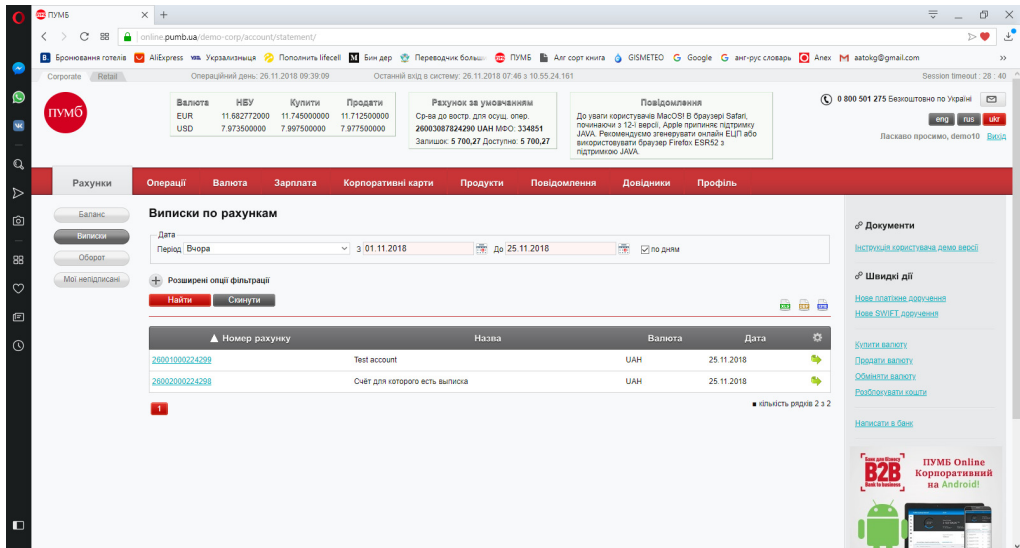 ПУМБ
online.pumb.ua/demo-corp/account/statement/
Бронювання готелів AliExpress Укрзализныця Пополнить lifecell Бин дер Переводчик больш ПУМБ Алг сорт книга GISMETEO Google Anex G анг-рус словарь aatokg@gmail.com
Corporate Retail Операційний день: 26.11.2018 09:39:09 Останній вхід в систему: 26.11.2018 07:46 з 10.55.24.161 Session timeout : 28 : 40
пумб
Валюта НБУ Купити Продати
EUR 11.682772000 11.745000000 11.712500000
USD 7.973500000 7.997500000 7.977500000
Рахунок за умовчанням
Ср-ва до востр. для осущ. опер.
26003087824290 UAH МФО: 334851
Залишок: 5 700,27 Доступно: 5 700,27
Повідомлення
До уваги користувачів MacOS! В браузері Safari,
починаючи з 12-ї версії, Apple припиняє підтримку
JAVA. Рекомендуємо згенерувати онлайн ЕЦП або
використовувати браузер Firefox ESR52 з
підтримкою JAVA.
0 800 501 275 Безкоштовно по Україні
eng rus ukr
Ласкаво просимо, demo10 Вихід
Рахунки Операції Валюта Зарплата Корпоративні карти Продукти Повідомлення Довідники Профіль
Баланс
Виписки
Оборот
Мої непідписані
Виписки по рахункам
Дата
Період Вчора З 01.11.2018 До 25.11.2018 по дням
Розширені опції фільтрації
Найти Скинути
Номер рахунку Назва Валюта Дата
26001000224299 Test account UAH 25.11.2018
26002000224298 Счёт для которого есть выписка UAH 25.11.2018
1 кількість рядків 2 з 2
Документи
Інструкція користувача демо версії
Швидкі дії
Нове платіжне доручення
Нове SWIFT доручення
Купити валюту
Продати валюту
Обміняти валюту
Розблокувати кошти
Написати в банк
Банк для бізнесу
B2B
Bank to business
ПУМБ Online
Корпоративний
на Android!